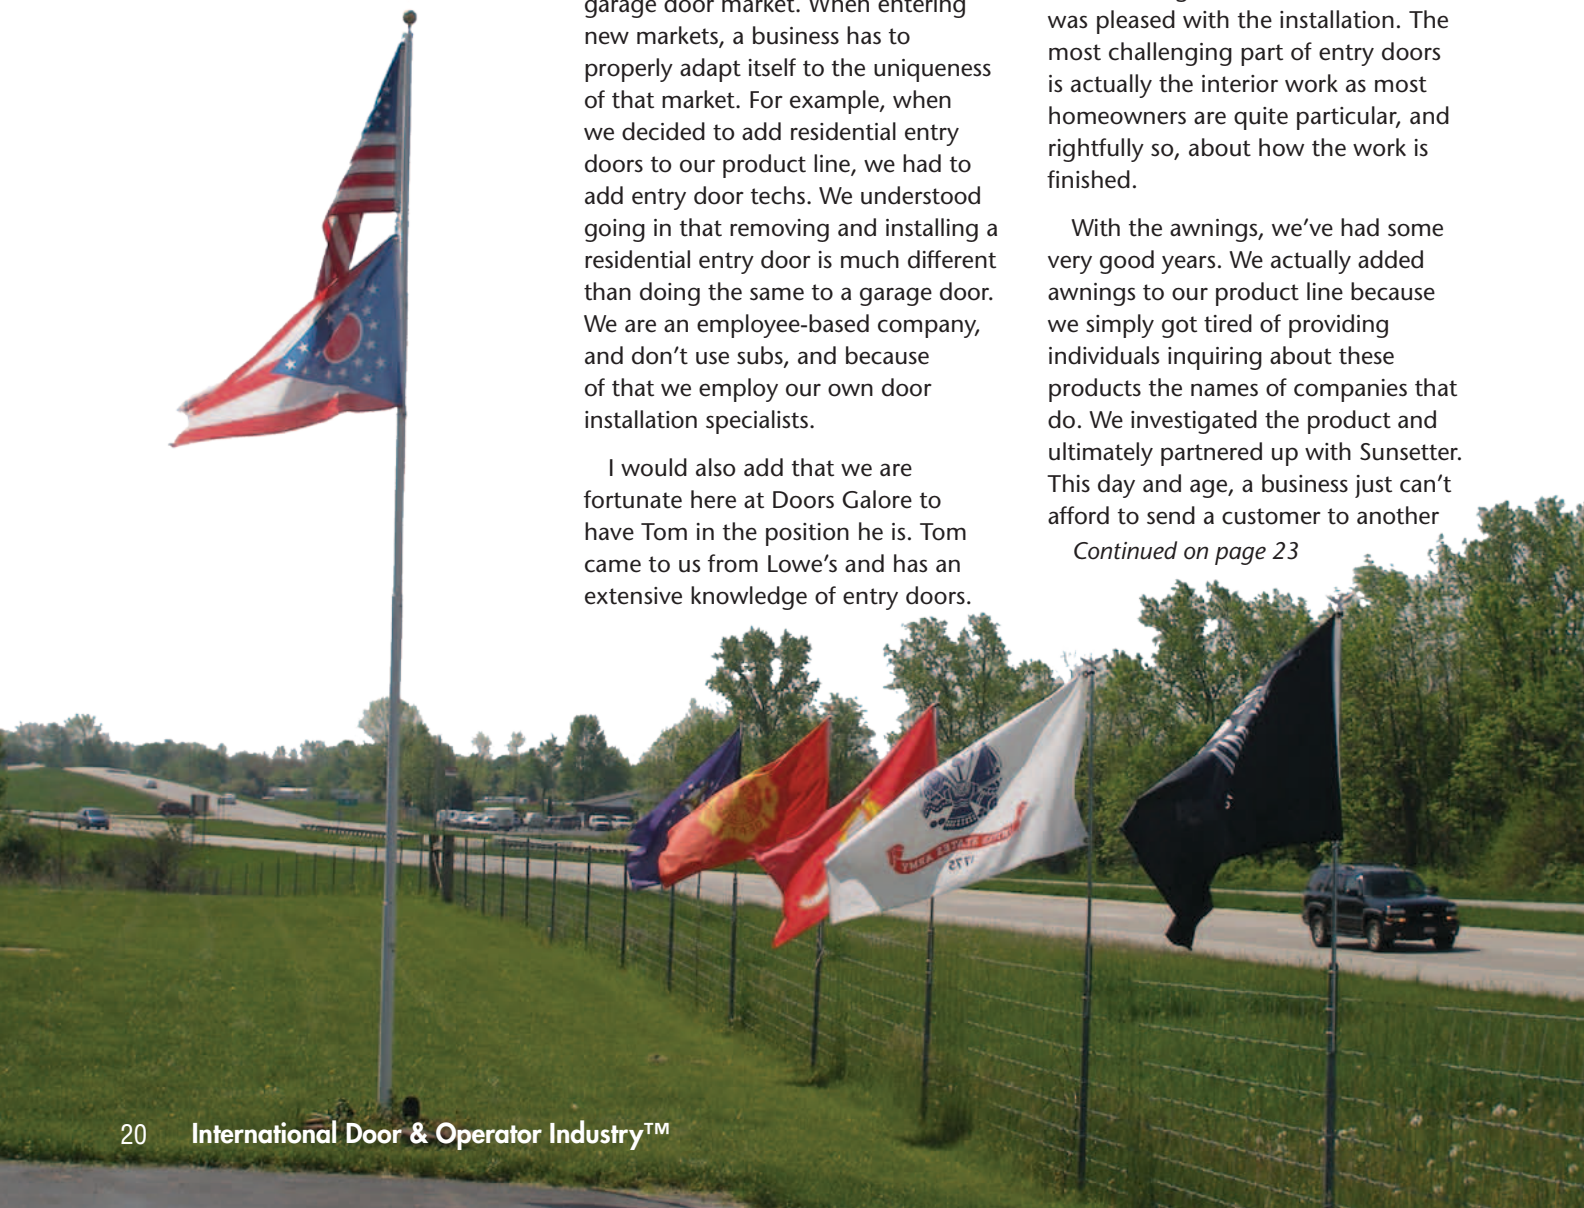 garage door market. When entering
new markets, a business has to
properly adapt itself to the uniqueness
of that market. For example, when
we decided to add residential entry
doors to our product line, we had to
add entry door techs. We understood
going in that removing and installing a
residential entry door is much different
than doing the same to a garage door.
We are an employee-based company,
and don’t use subs, and because
of that we employ our own door
installation specialists.
I would also add that we are
fortunate here at Doors Galore to
have Tom in the position he is. Tom
came to us from Lowe’s and has an
extensive knowledge of entry doors.
was pleased with the installation. The
most challenging part of entry doors
is actually the interior work as most
homeowners are quite particular, and
rightfully so, about how the work is
finished.
With the awnings, we’ve had some
very good years. We actually added
awnings to our product line because
we simply got tired of providing
individuals inquiring about these
products the names of companies that
do. We investigated the product and
ultimately partnered up with Sunsetter.
This day and age, a business just can’t
afford to send a customer to another
Continued on page 23
UNITED STATES ARMY
1775
20 International Door & Operator Industry™